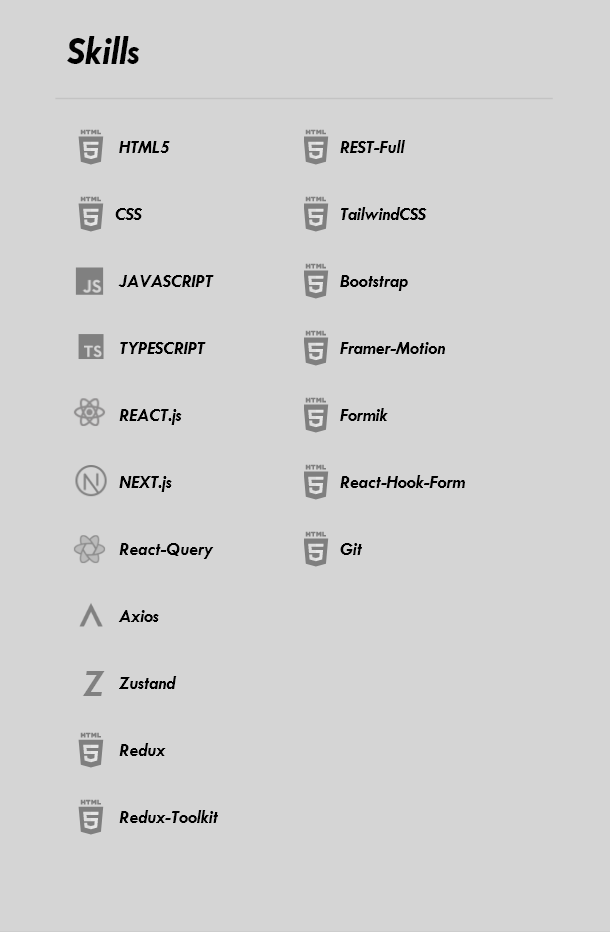 Skills
HTML
5
HTML5
HTML
5
CSS
JS
JAVASCRIPT
TS
TYPESCRIPT
REACT.js
N
NEXT.js
React-Query
Axios
Z
Zustand
HTML
5
Redux
HTML
5
Redux-Toolkit
HTML
5
REST-Full
HTML
5
TailwindCSS
HTML
5
Bootstrap
HTML
5
Framer-Motion
HTML
5
Formik
HTML
5
React-Hook-Form
HTML
5
Git